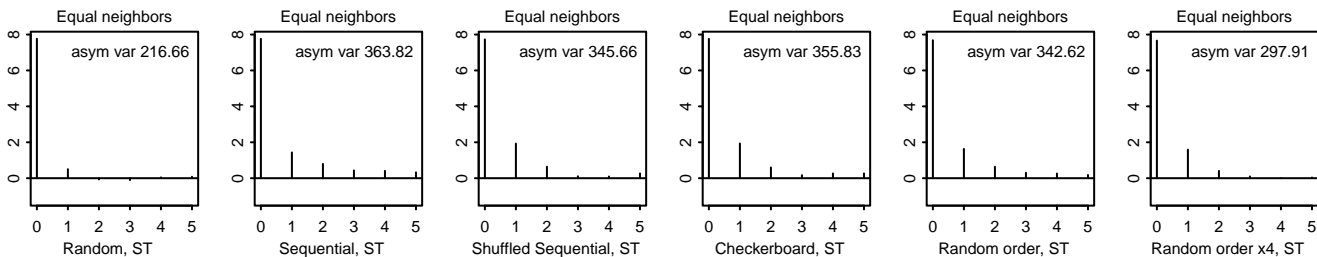 Equal neighbors
asym var 216.66
8
6
4
2
0
0 1 2 3 4 5
Random, ST
Equal neighbors
asym var 363.82
8
6
4
2
0
0 1 2 3 4 5
Sequential, ST
Equal neighbors
asym var 345.66
8
6
4
2
0
0 1 2 3 4 5
Shuffled Sequential, ST
Equal neighbors
asym var 355.83
8
6
4
2
0
0 1 2 3 4 5
Checkerboard, ST
Equal neighbors
asym var 342.62
8
6
4
2
0
0 1 2 3 4 5
Random order, ST
Equal neighbors
asym var 297.91
8
6
4
2
0
0 1 2 3 4 5
Random order x4, ST